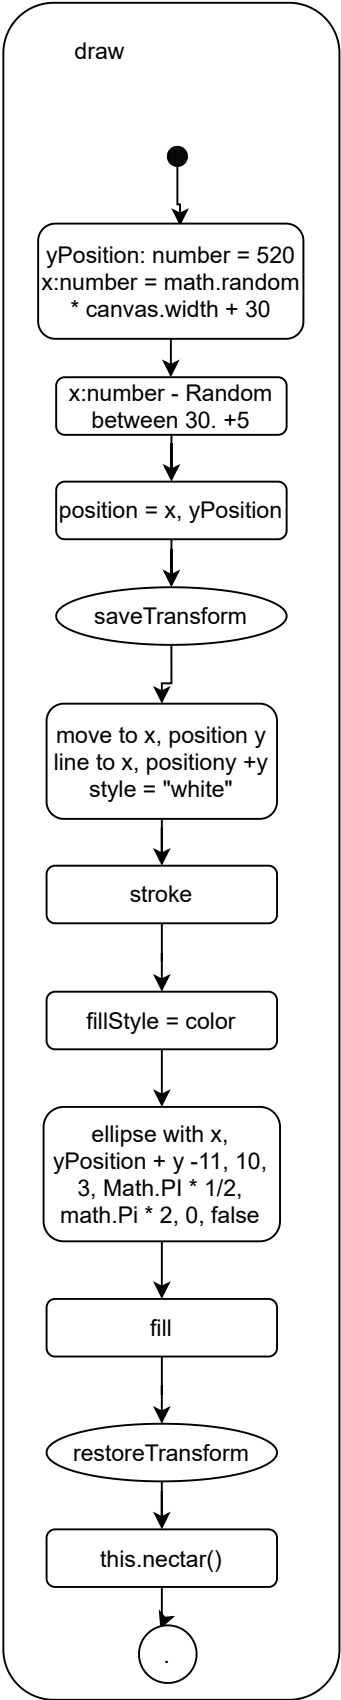 draw
yPosition: number = 520
x:number = math.random
* canvas.width + 30
x:number - Random
between 30. +5
position = x, yPosition
saveTransform
move to x, position y
line to x, positiony +y
style = "white"
stroke
fillStyle = color
ellipse with x,
yPosition + y -11, 10,
3, Math.PI * 1/2,
math.Pi * 2, 0, false
fill
restoreTransform
this.nectar()
.